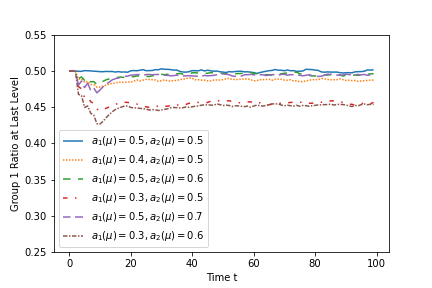 0.55
0.50
0.45
0.40
0.35
0.30
0.25
Group 1 Ratio at Last Level
a₁(μ) = 0.5, a₂(μ) = 0.5
a₁(μ) = 0.4, a₂(μ) = 0.5
a₁(μ) = 0.5, a₂(μ) = 0.6
a₁(μ) = 0.3, a₂(μ) = 0.5
a₁(μ) = 0.5, a₂(μ) = 0.7
a₁(μ) = 0.3, a₂(μ) = 0.6
0 20 40 60 80 100
Time t